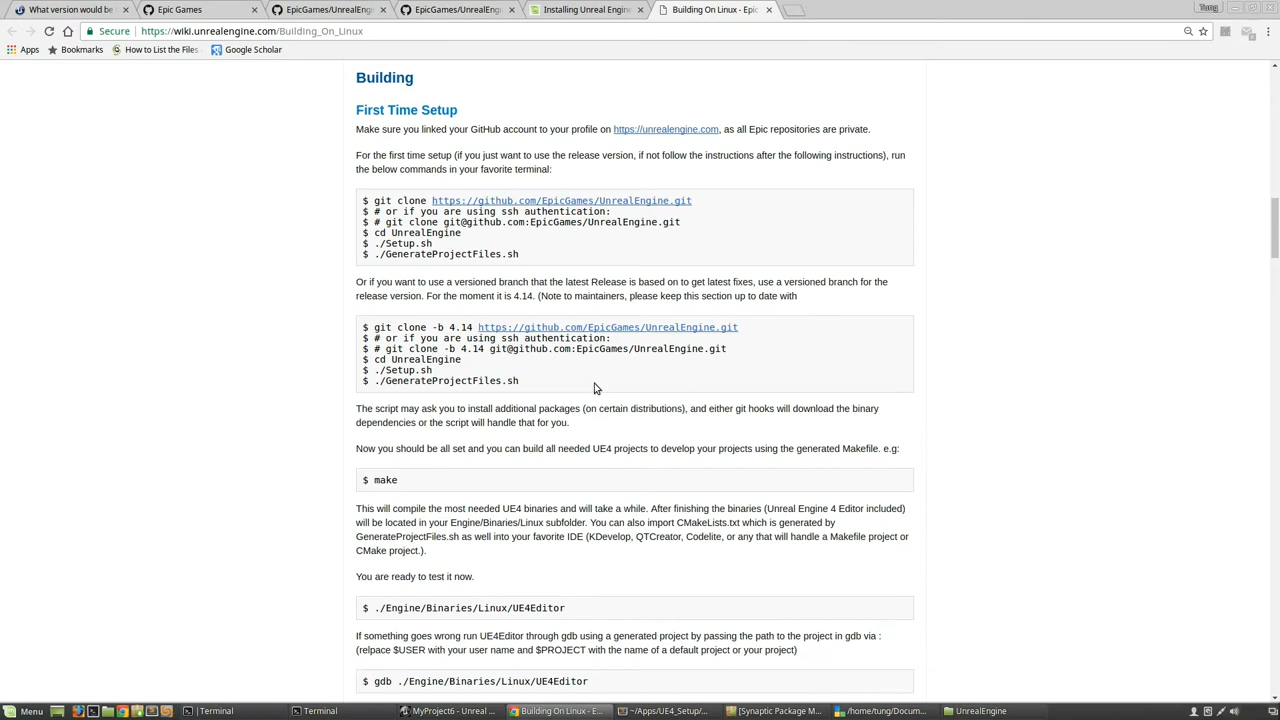 What version would be
Epic Games
EpicGames/UnrealEngin
EpicGames/UnrealEngin
Installing Unreal Engine
Building On Linux - Epic
Tung
Secure
https://wiki.unrealengine.com/Building_On_Linux
Apps
Bookmarks
How to List the Files
Google Scholar
Building
First Time Setup
Make sure you linked your GitHub account to your profile on https://unrealengine.com, as all Epic repositories are private.
For the first time setup (if you just want to use the release version, if not follow the instructions after the following instructions), run
the below commands in your favorite terminal:
$ git clone https://github.com/EpicGames/UnrealEngine.git
$ # or if you are using ssh authentication:
$ # git clone git@github.com:EpicGames/UnrealEngine.git
$ cd UnrealEngine
$ ./Setup.sh
$ ./GenerateProjectFiles.sh
Or if you want to use a versioned branch that the latest Release is based on to get latest fixes, use a versioned branch for the
release version. For the moment it is 4.14. (Note to maintainers, please keep this section up to date with
$ git clone -b 4.14 https://github.com/EpicGames/UnrealEngine.git
$ # or if you are using ssh authentication:
$ # git clone -b 4.14 git@github.com:EpicGames/UnrealEngine.git
$ cd UnrealEngine
$ ./Setup.sh
$ ./GenerateProjectFiles.sh
The script may ask you to install additional packages (on certain distributions), and either git hooks will download the binary
dependencies or the script will handle that for you.
Now you should be all set and you can build all needed UE4 projects to develop your projects using the generated Makefile. e.g:
$ make
This will compile the most needed UE4 binaries and will take a while. After finishing the binaries (Unreal Engine 4 Editor included)
will be located in your Engine/Binaries/Linux subfolder. You can also import CMakeLists.txt which is generated by
GenerateProjectFiles.sh as well into your favorite IDE (KDevelop, QTCreator, Codelite, or any that will handle a Makefile project or
CMake project.).
You are ready to test it now.
$ ./Engine/Binaries/Linux/UE4Editor
If something goes wrong run UE4Editor through gdb using a generated project by passing the path to the project in gdb via :
(relpace $USER with your user name and $PROJECT with the name of a default project or your project)
$ gdb ./Engine/Binaries/Linux/UE4Editor
Menu
Terminal
Terminal
MyProject6 - Unreal ...
Building On Linux - E...
~/Apps/UE4_Setup/...
[Synaptic Package M...
/home/tung/Docum...
UnrealEngine